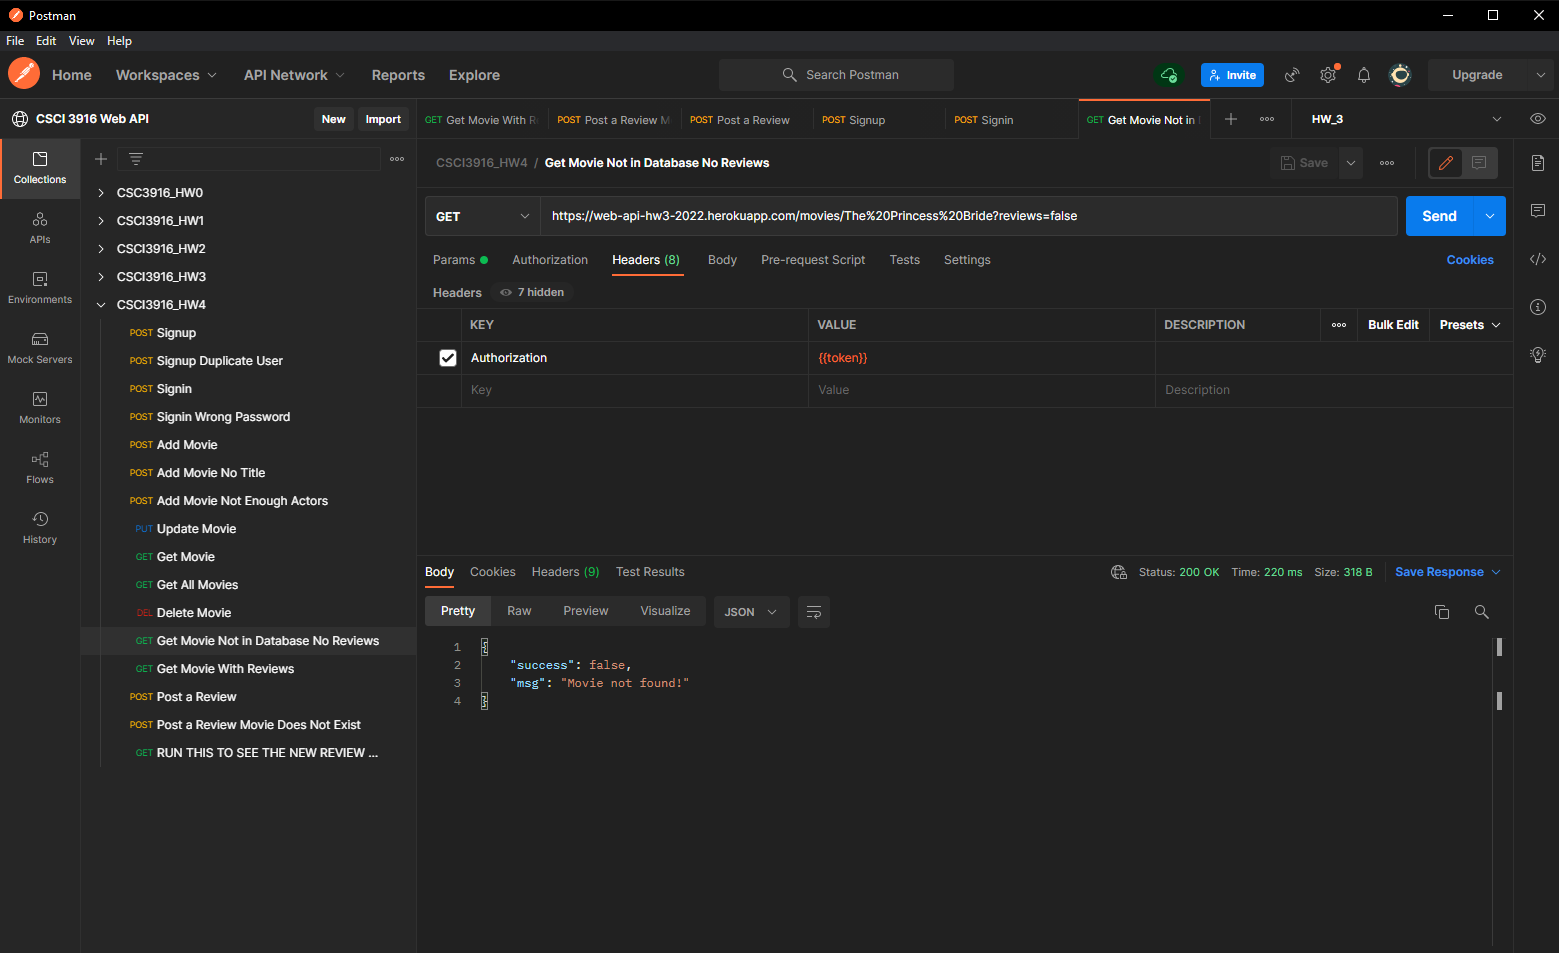 Postman
File Edit View Help
Home Workspaces API Network Reports Explore Search Postman Invite Upgrade
CSCI 3916 Web API New Import
GET Get Movie With R POST Post a Review M POST Post a Review POST Signup POST Signin GET Get Movie Not in HW_3
Collections
APIs
Environments
Mock Servers
Monitors
Flows
History
CSC3916_HW0
CSCI3916_HW1
CSCI3916_HW2
CSCI3916_HW3
CSCI3916_HW4
POST Signup
POST Signup Duplicate User
POST Signin
POST Signin Wrong Password
POST Add Movie
POST Add Movie No Title
POST Add Movie Not Enough Actors
PUT Update Movie
GET Get Movie
GET Get All Movies
DEL Delete Movie
GET Get Movie Not in Database No Reviews
GET Get Movie With Reviews
POST Post a Review
POST Post a Review Movie Does Not Exist
GET RUN THIS TO SEE THE NEW REVIEW ...
CSCI3916_HW4 / Get Movie Not in Database No Reviews Save
GET https://web-api-hw3-2022.herokuapp.com/movies/The%20Princess%20Bride?reviews=false Send
Params Authorization Headers (8) Body Pre-request Script Tests Settings Cookies
Headers 7 hidden
KEY VALUE DESCRIPTION Bulk Edit Presets
Authorization {{token}}
Key Value Description
Body Cookies Headers (9) Test Results Status: 200 OK Time: 220 ms Size: 318 B Save Response
Pretty Raw Preview Visualize JSON
1 {
2 "success": false,
3 "msg": "Movie not found!"
4 }